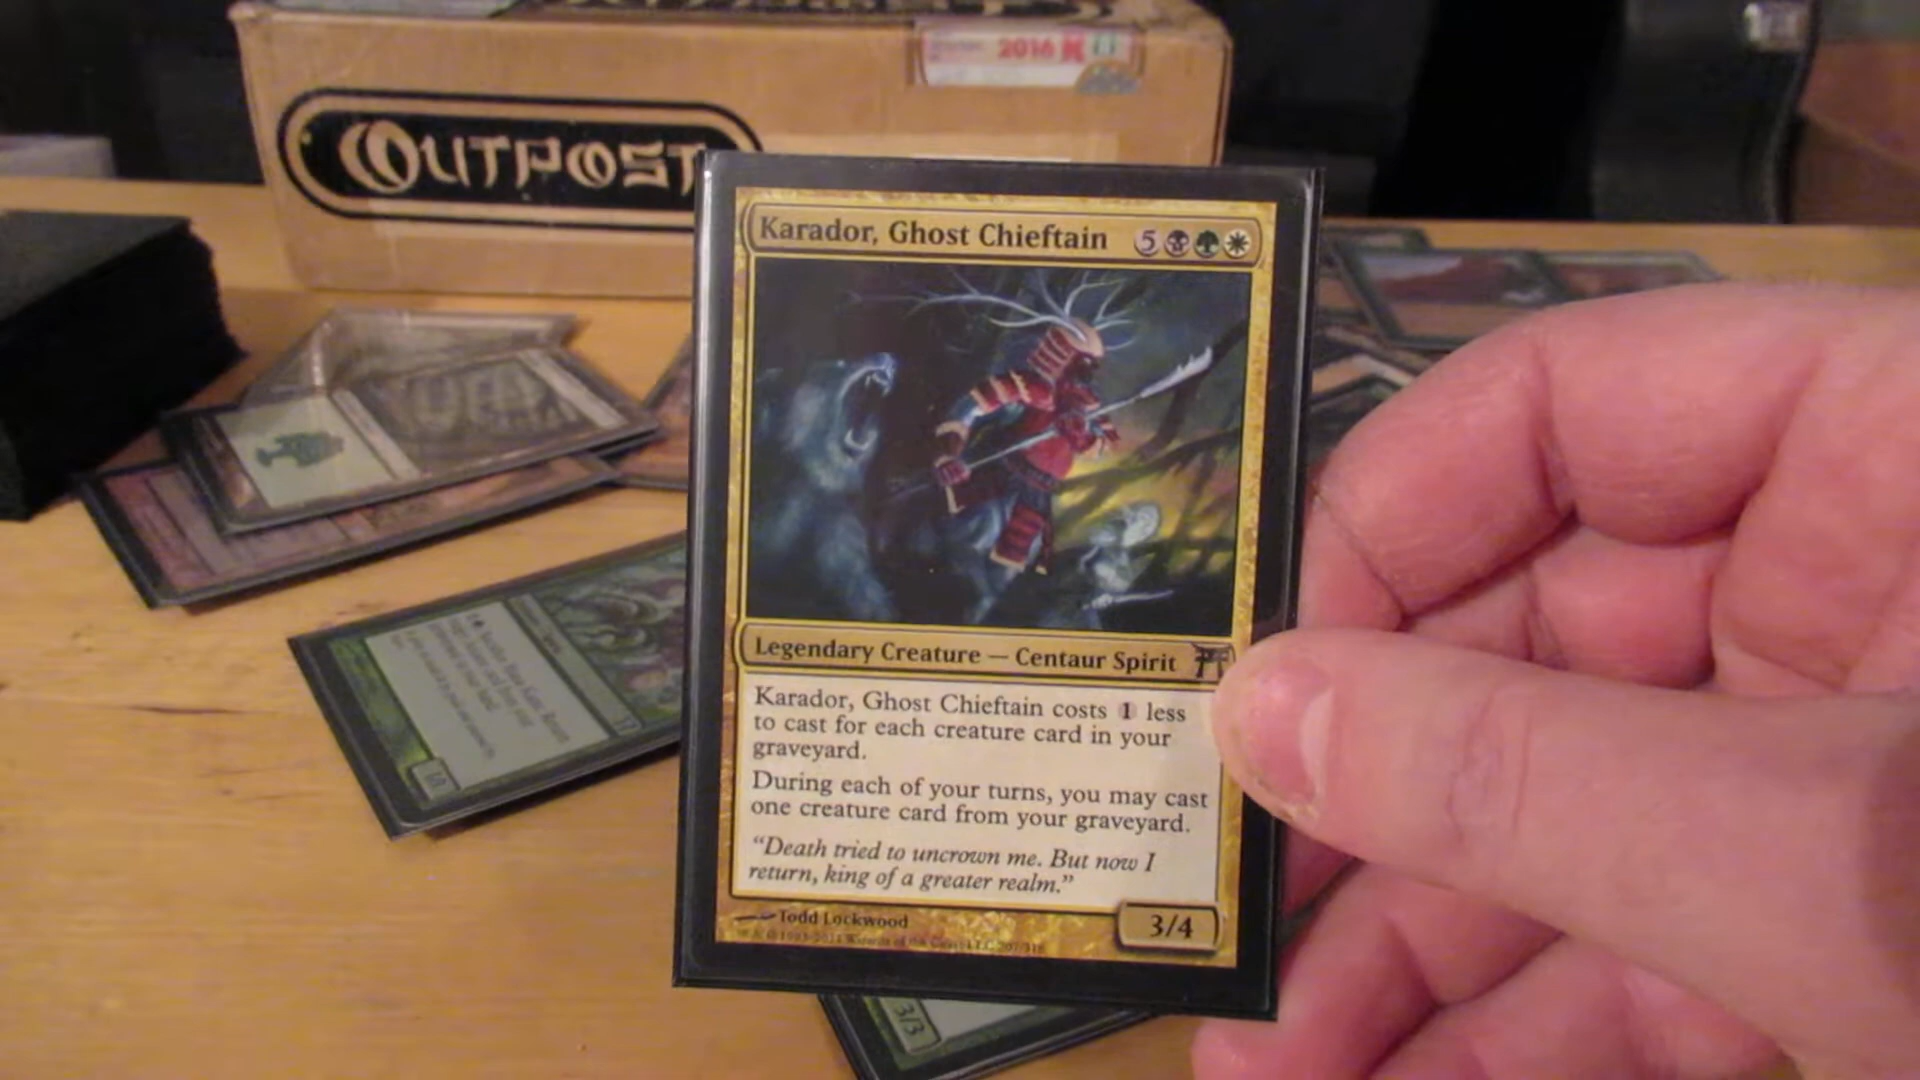 2016
OUTPOST
Karador, Ghost Chieftain 5
Legendary Creature — Centaur Spirit
Karador, Ghost Chieftain costs 1 less
to cast for each creature card in your
graveyard.
During each of your turns, you may cast
one creature card from your graveyard.
“Death tried to uncrown me. But now I
return, king of a greater realm.”
3/4
Todd Lockwood
3/3